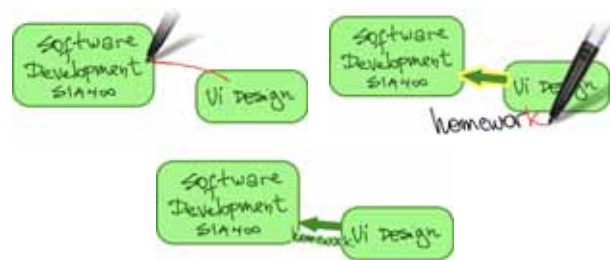 Software
Development
SIA400
Ui Design
Software
Development
SIA400
Ui Design
homework
Software
Development
SIA400
homework
Ui Design